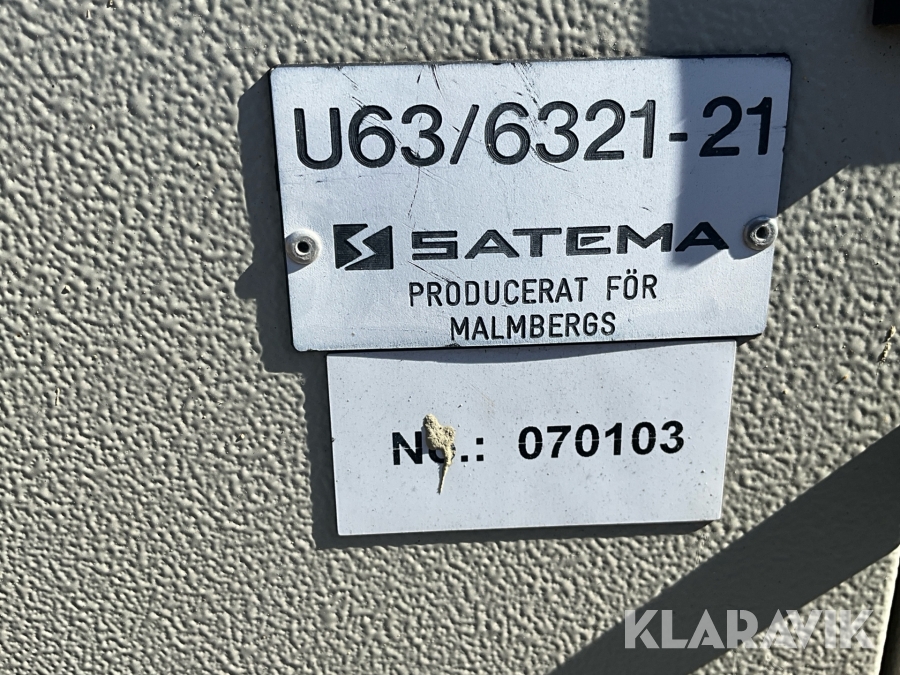 U63/6321-21
SATEMA
PRODUCERAT FÖR
MALMBERGS
No.: 070103
KLARAVIK